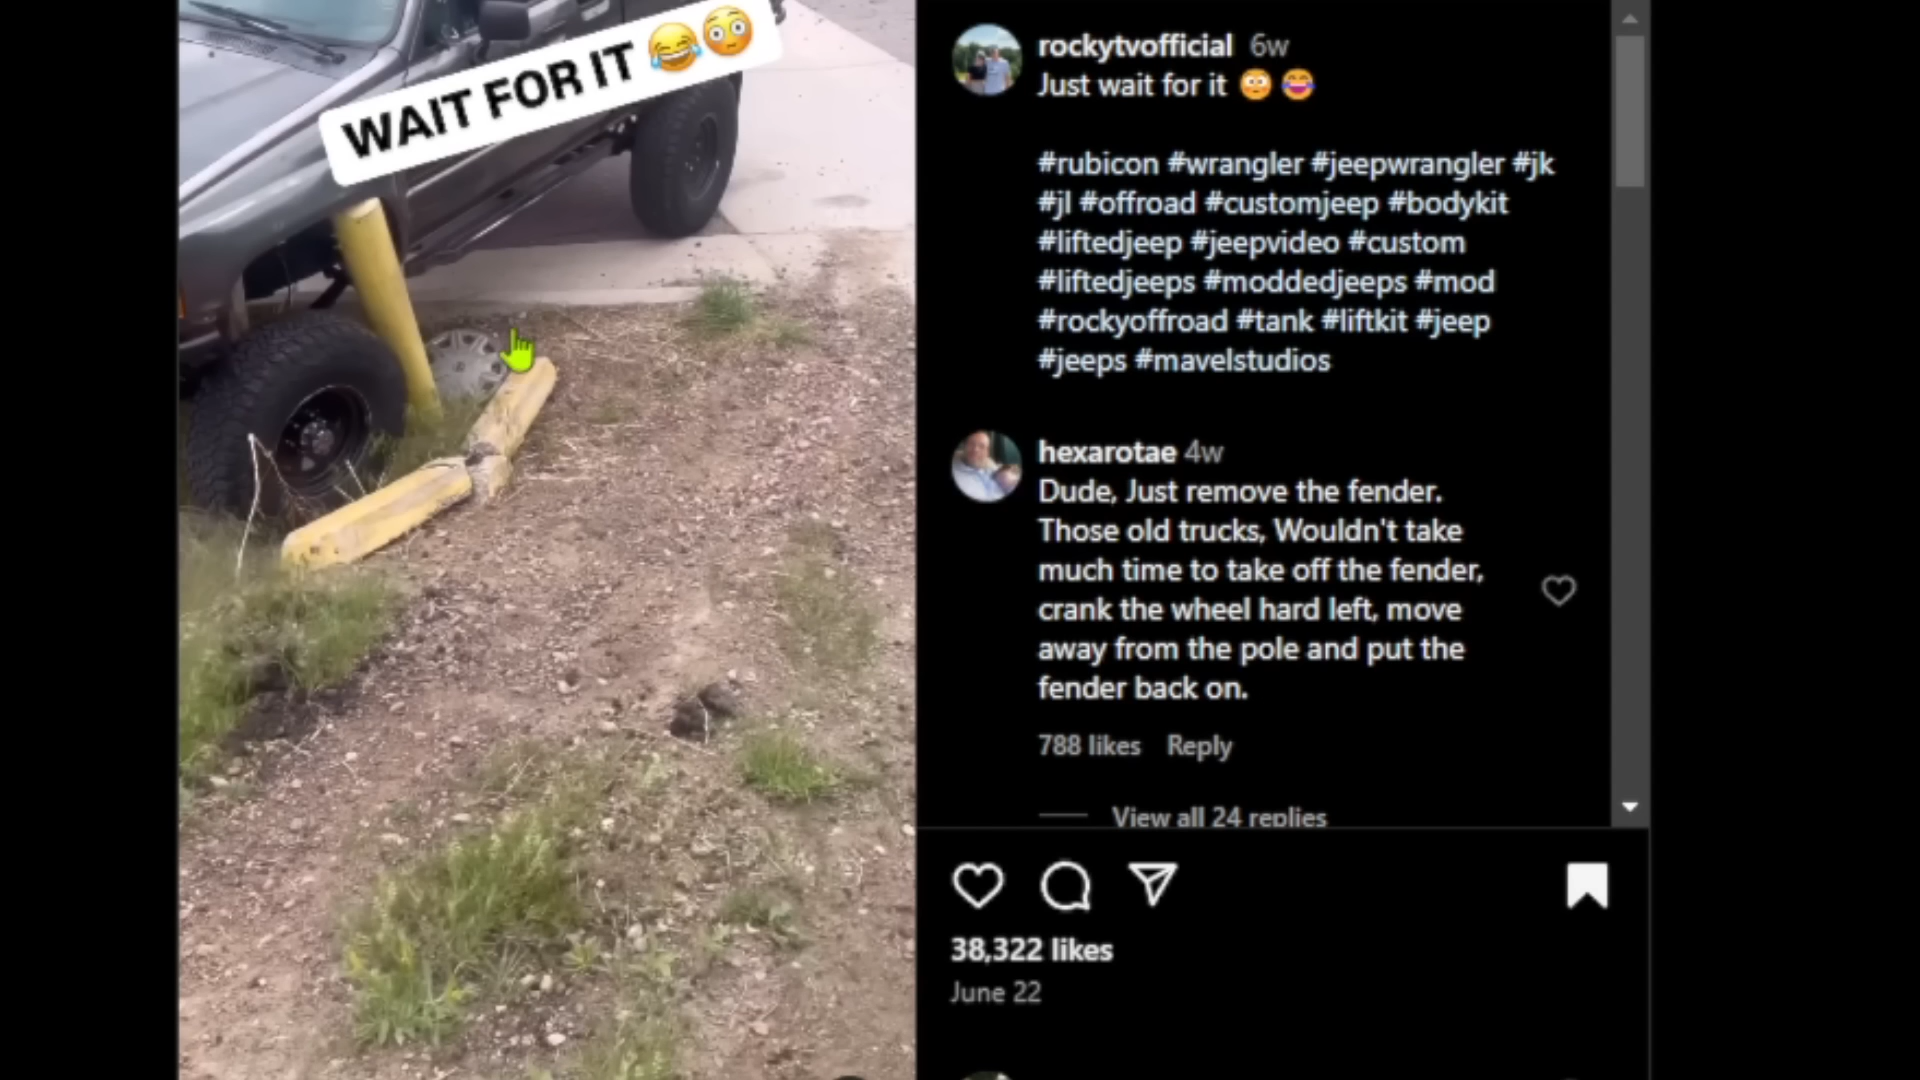 WAIT FOR IT 😂😳
rockytvofficial 6w
Just wait for it 😳😂
#rubicon #wrangler #jeepwrangler #jk
#jl #offroad #customjeep #bodykit
#liftedjeep #jeepvideo #custom
#liftedjeeps #moddedjeeps #mod
#rockyoffroad #tank #liftkit #jeep
#jeeps #mavelstudios
hexarotae 4w
Dude, Just remove the fender.
Those old trucks, Wouldn't take
much time to take off the fender,
crank the wheel hard left, move
away from the pole and put the
fender back on.
788 likes Reply
View all 24 replies
38,322 likes
June 22